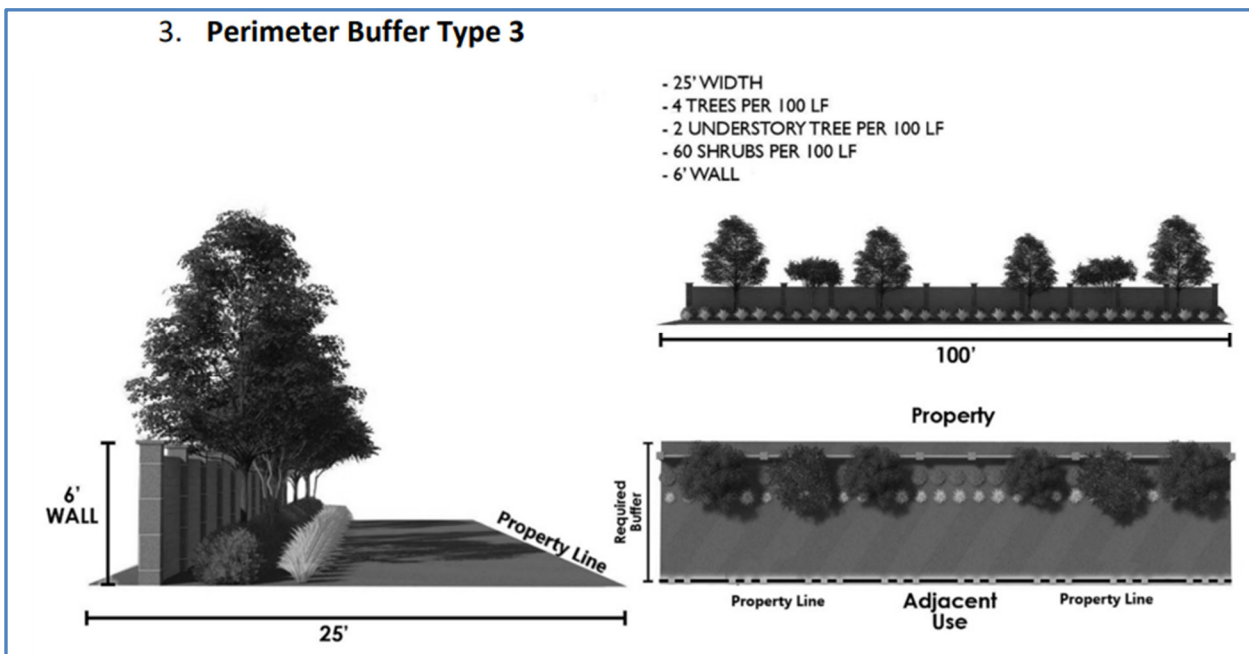 3. Perimeter Buffer Type 3
- 25' WIDTH
- 4 TREES PER 100 LF
- 2 UNDERSTORY TREE PER 100 LF
- 60 SHRUBS PER 100 LF
- 6' WALL
100'
6'
WALL
Property Line
25'
Property
Required
Buffer
Property Line
Adjacent
Use
Property Line